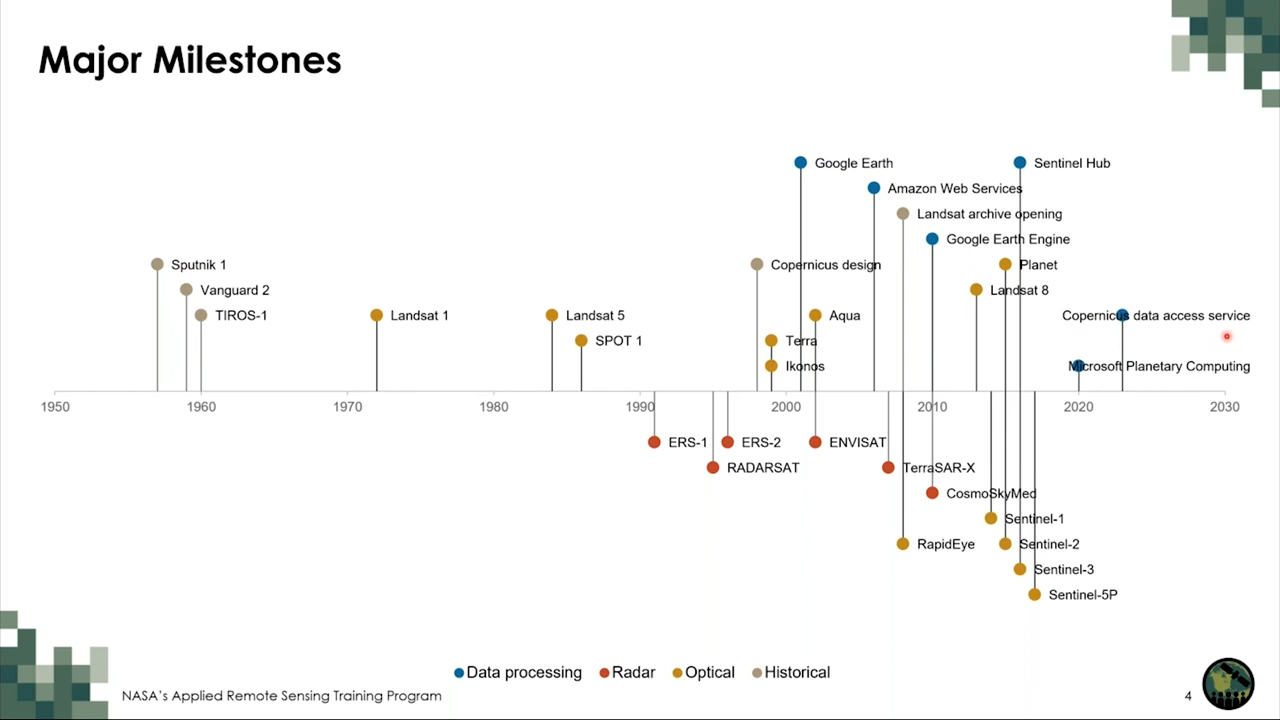 Major Milestones
Google Earth
Sentinel Hub
Amazon Web Services
Landsat archive opening
Google Earth Engine
Sputnik 1
Copernicus design
Planet
Vanguard 2
Landsat 8
TIROS-1
Landsat 1
Landsat 5
Aqua
Copernicus data access service
SPOT 1
Terra
Ikonos
Microsoft Planetary Computing
1950 1960 1970 1980 1990 2000 2010 2020 2030
ERS-1
ERS-2
ENVISAT
RADARSAT
TerraSAR-X
CosmoSkyMed
Sentinel-1
RapidEye
Sentinel-2
Sentinel-3
Sentinel-5P
Data processing Radar Optical Historical
NASA's Applied Remote Sensing Training Program
4